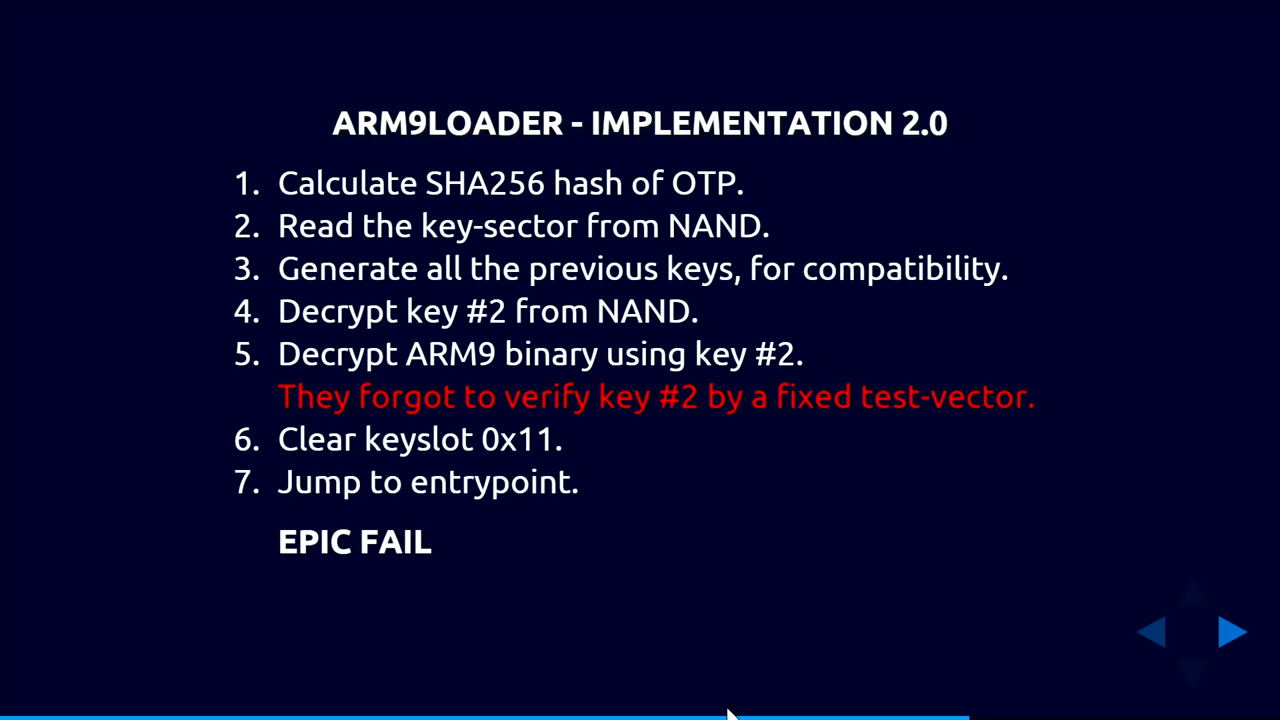 ARM9LOADER - IMPLEMENTATION 2.0
1. Calculate SHA256 hash of OTP.
2. Read the key-sector from NAND.
3. Generate all the previous keys, for compatibility.
4. Decrypt key #2 from NAND.
5. Decrypt ARM9 binary using key #2.
They forgot to verify key #2 by a fixed test-vector.
6. Clear keyslot 0x11.
7. Jump to entrypoint.
EPIC FAIL